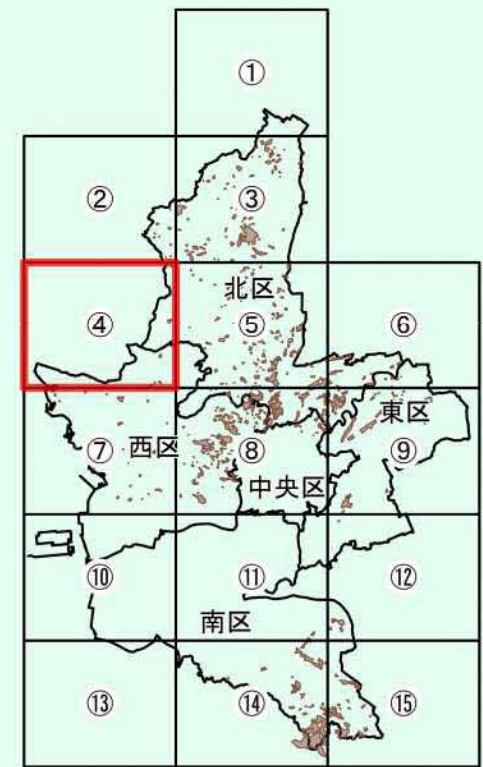 ①
② ③
北区
④ ⑤ ⑥
東区
⑦ 西区 ⑧ ⑨
中央区
⑩ ⑪ ⑫
南区
⑬ ⑭ ⑮